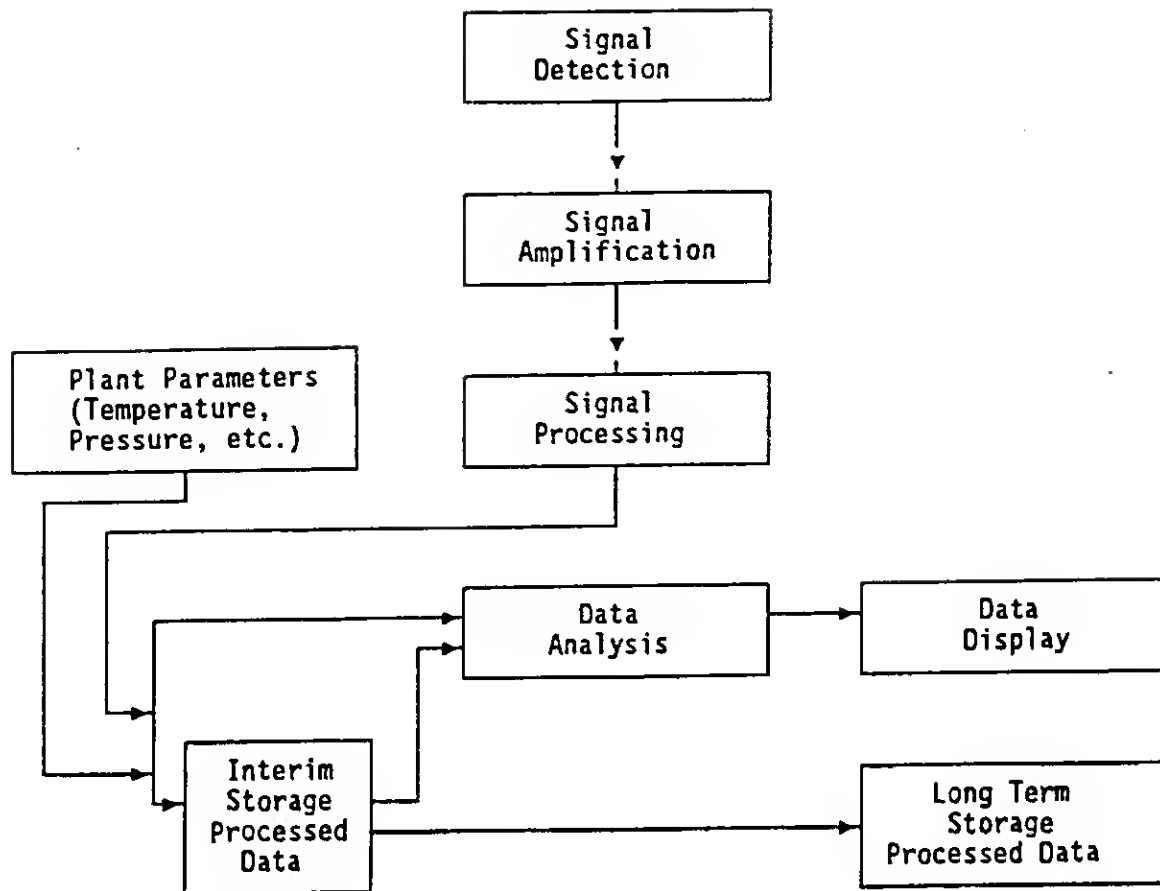 Signal
Detection
Signal
Amplification
Plant Parameters
(Temperature,
Pressure, etc.)
Signal
Processing
Data
Analysis
Data
Display
Interim
Storage
Processed
Data
Long Term
Storage
Processed Data